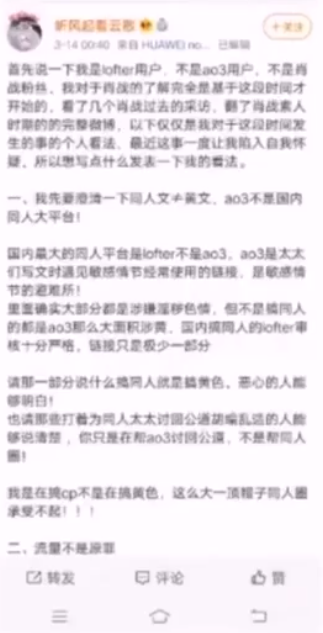 听风起看云散
+关注
3-14 00:40 来自 HUAWEI no... 已编辑
首先说一下我是lofter用户，不是ao3用户，不是肖
战粉丝，我对于肖战的了解完全是基于这段时间才
开始的，看了几个肖战过去的采访，翻了肖战素人
时期的的完整微博，以下仅仅是我对于这段时间发
生的事的个人看法，最近这事一度让我陷入自我怀
疑，所以想写点什么发表一下我的看法。
一、我先要澄清一下同人文≠黄文，ao3不是国内
同人大平台！
国内最大的同人平台是lofter不是ao3，ao3是太太
们写文时遇见敏感情节经常使用的链接，是敏感情
节的避难所！
里面确实大部分都是涉嫌淫秽色情，但不是搞同人
的都是ao3那么大面积涉黄，国内搞同人的lofter审
核十分严格，链接只是极少一部分
请那一部分说什么搞同人就是搞黄色，恶心的人能
够明白！
也请那些打着为同人太太讨回公道胡编乱造的人能
够说清楚，你只是在帮ao3讨回公道，不是帮同人
圈！
我是在搞cp不是在搞黄色，这么大一顶帽子同人圈
承受不起！！！
二、流量不是原罪
转发
评论
赞